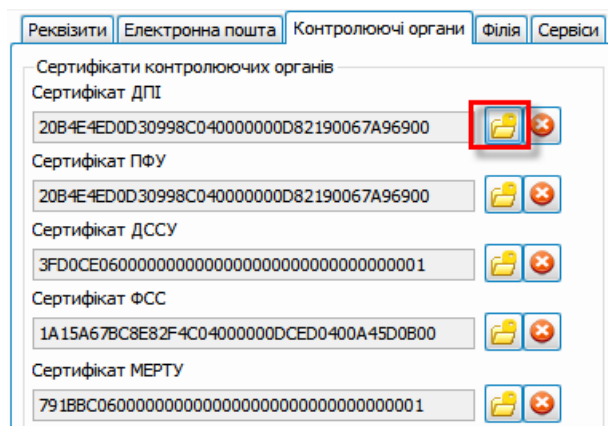 Реквізити Електронна пошта Контролюючі органи Філія Сервіси
Сертифікати контролюючих органів
Сертифікат ДПІ
20B4E4ED0D30998C040000000D82190067A96900
Сертифікат ПФУ
20B4E4ED0D30998C040000000D82190067A96900
Сертифікат ДССУ
3FD0CE0600000000000000000000000000000001
Сертифікат ФСС
1A15A67BC8E82F4C04000000DCED0400A45D0B00
Сертифікат МЕРТУ
791BBC0600000000000000000000000000000001